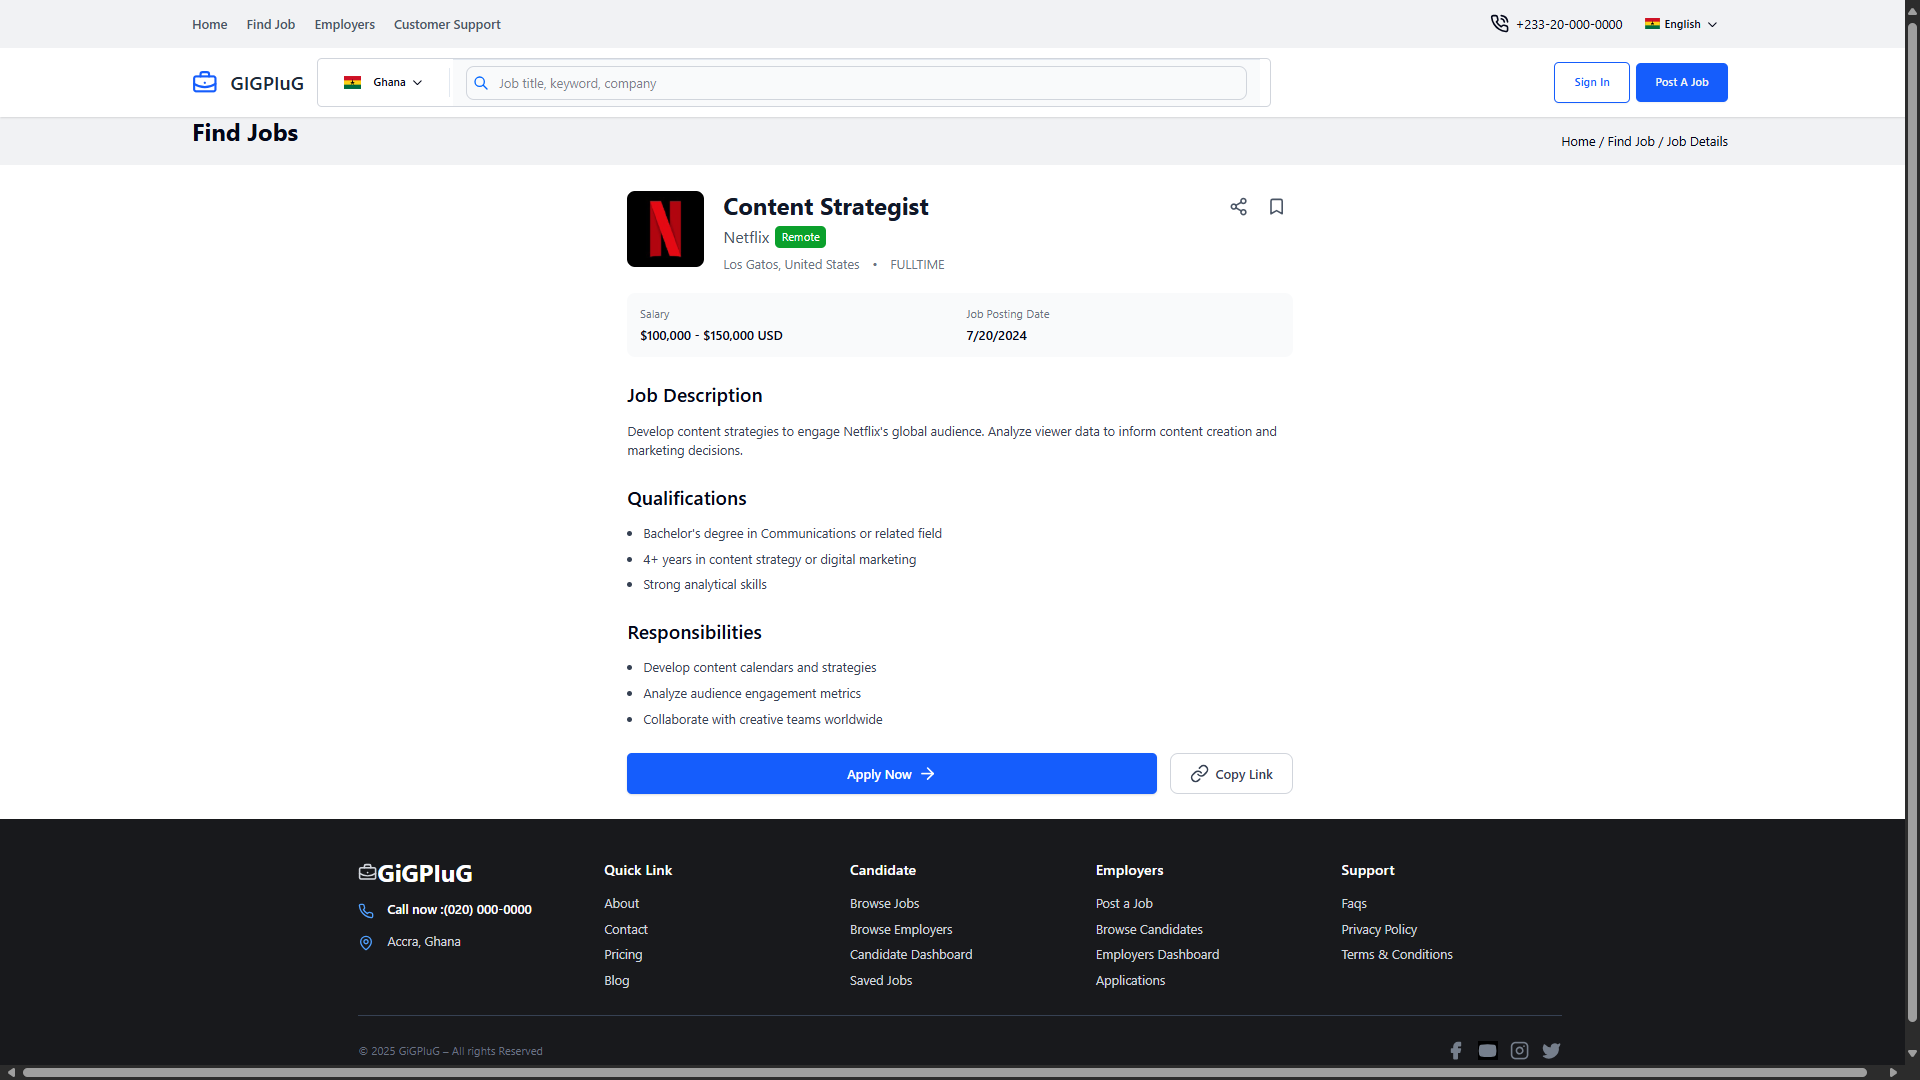 Home Find Job Employers Customer Support
+233-20-000-0000 English
GIGPluG Ghana Job title, keyword, company Sign In Post A Job
Find Jobs
Home / Find Job / Job Details
Content Strategist
Netflix Remote
Los Gatos, United States • FULLTIME
Salary Job Posting Date
$100,000 - $150,000 USD 7/20/2024
Job Description
Develop content strategies to engage Netflix's global audience. Analyze viewer data to inform content creation and
marketing decisions.
Qualifications
• Bachelor's degree in Communications or related field
• 4+ years in content strategy or digital marketing
• Strong analytical skills
Responsibilities
• Develop content calendars and strategies
• Analyze audience engagement metrics
• Collaborate with creative teams worldwide
Apply Now Copy Link
GiGPluG
Call now :(020) 000-0000
Accra, Ghana
Quick Link
About
Contact
Pricing
Blog
Candidate
Browse Jobs
Browse Employers
Candidate Dashboard
Saved Jobs
Employers
Post a Job
Browse Candidates
Employers Dashboard
Applications
Support
Faqs
Privacy Policy
Terms & Conditions
© 2025 GiGPluG – All rights Reserved